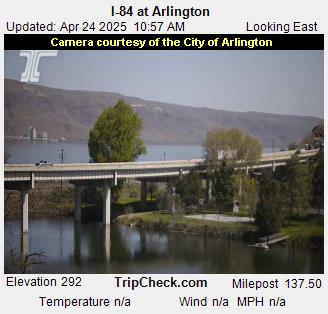 I-84 at Arlington
Updated: Apr 24 2025 10:57 AM Looking East
Camera courtesy of the City of Arlington
Elevation 292 TripCheck.com Milepost 137.50
Temperature n/a Wind n/a MPH n/a